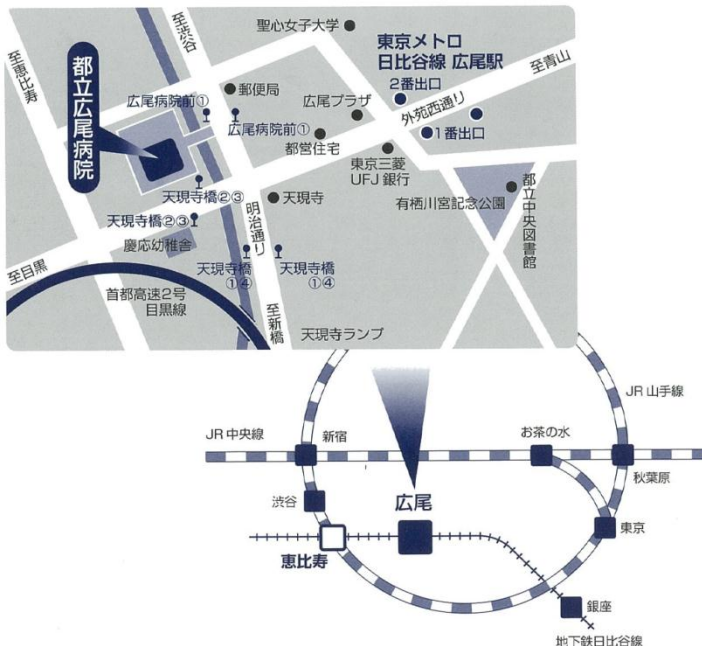 聖心女子大学
至渋谷
至恵比寿
東京メトロ
日比谷線 広尾駅
至青山
2番出口
外苑西通り
1番出口
郵便局
広尾プラザ
広尾病院前①
広尾病院前①
都営住宅
東京三菱
UFJ 銀行
都立広尾病院
天現寺橋②③
天現寺
有栖川宮記念公園
都立中央図書館
天現寺橋②③
明治通り
慶応幼稚舎
至目黒
天現寺橋
①④
天現寺橋
①④
首都高速2号
目黒線
至新橋
天現寺ランプ
JR 山手線
JR 中央線
新宿
お茶の水
秋葉原
渋谷
広尾
東京
恵比寿
銀座
地下鉄日比谷線